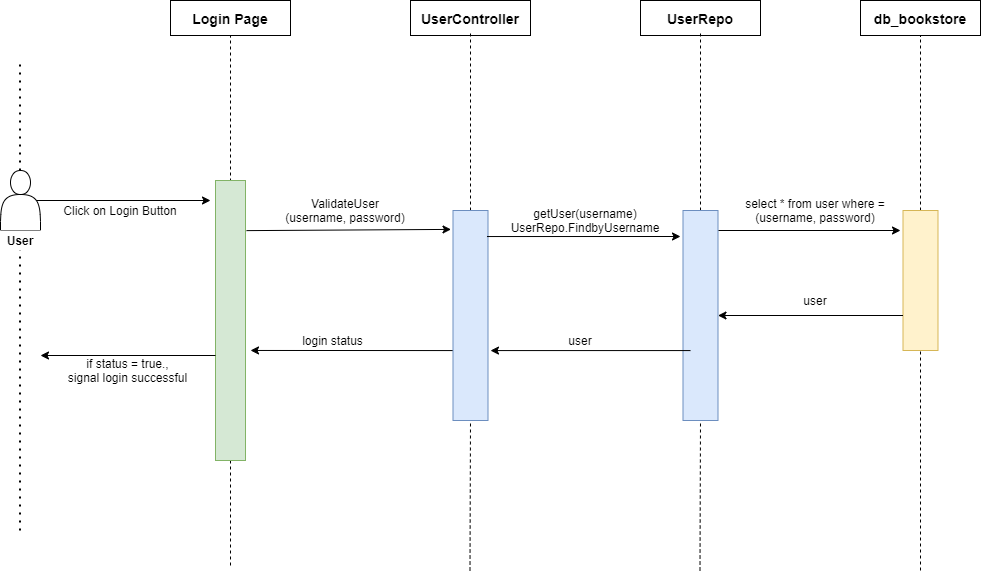 Login Page
UserController
UserRepo
db_bookstore
User
Click on Login Button
ValidateUser
(username, password)
getUser(username)
UserRepo.FindbyUsername
select * from user where =
(username, password)
user
user
login status
if status = true.,
signal login successful